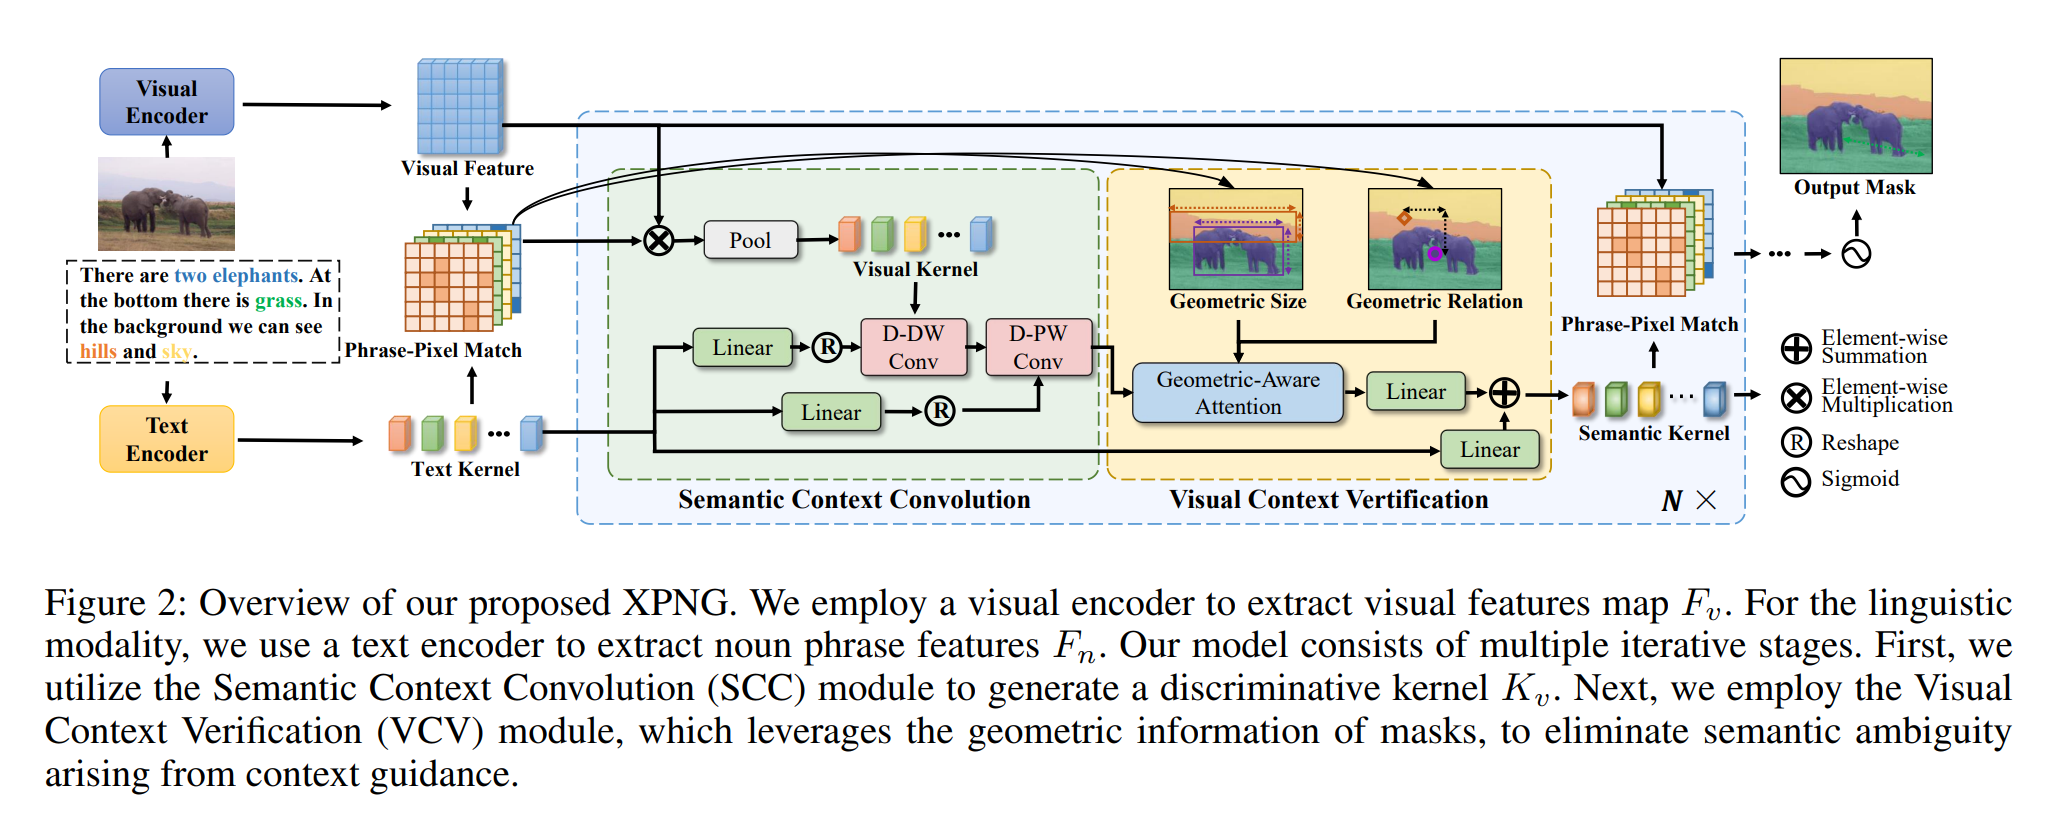 Visual
Encoder
There are two elephants. At
the bottom there is grass. In
the background we can see
hills and sky.
Text
Encoder
Visual Feature
Phrase-Pixel Match
Text Kernel
Pool
Visual Kernel
Linear
R
D-DW
Conv
D-PW
Conv
Linear
R
Semantic Context Convolution
Geometric Size
Geometric Relation
Geometric-Aware
Attention
Linear
Linear
Visual Context Vertification
Phrase-Pixel Match
Semantic Kernel
N ×
Output Mask
Element-wise
Summation
Element-wise
Multiplication
R
Reshape
Sigmoid
Figure 2: Overview of our proposed XPNG. We employ a visual encoder to extract visual features map F_v. For the linguistic
modality, we use a text encoder to extract noun phrase features F_n. Our model consists of multiple iterative stages. First, we
utilize the Semantic Context Convolution (SCC) module to generate a discriminative kernel K_v. Next, we employ the Visual
Context Verification (VCV) module, which leverages the geometric information of masks, to eliminate semantic ambiguity
arising from context guidance.